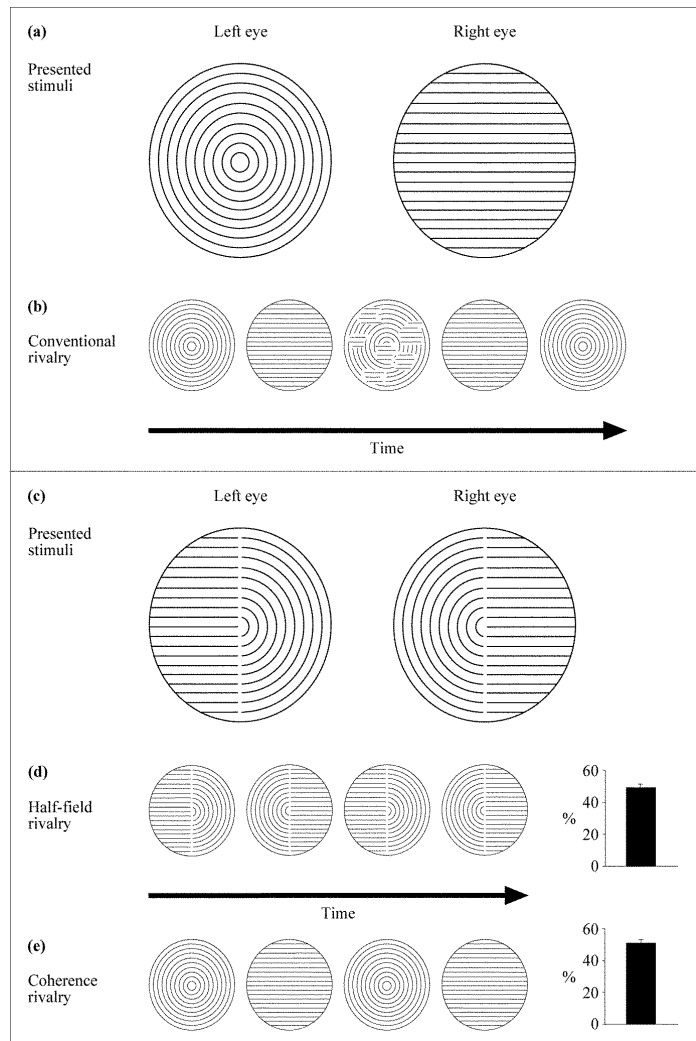 (a)
Left eye
Right eye
Presented
stimuli
(b)
Conventional
rivalry
Time
(c)
Left eye
Right eye
Presented
stimuli
(d)
Half-field
rivalry
Time
60
40
%
20
0
(e)
Coherence
rivalry
60
40
%
20
0